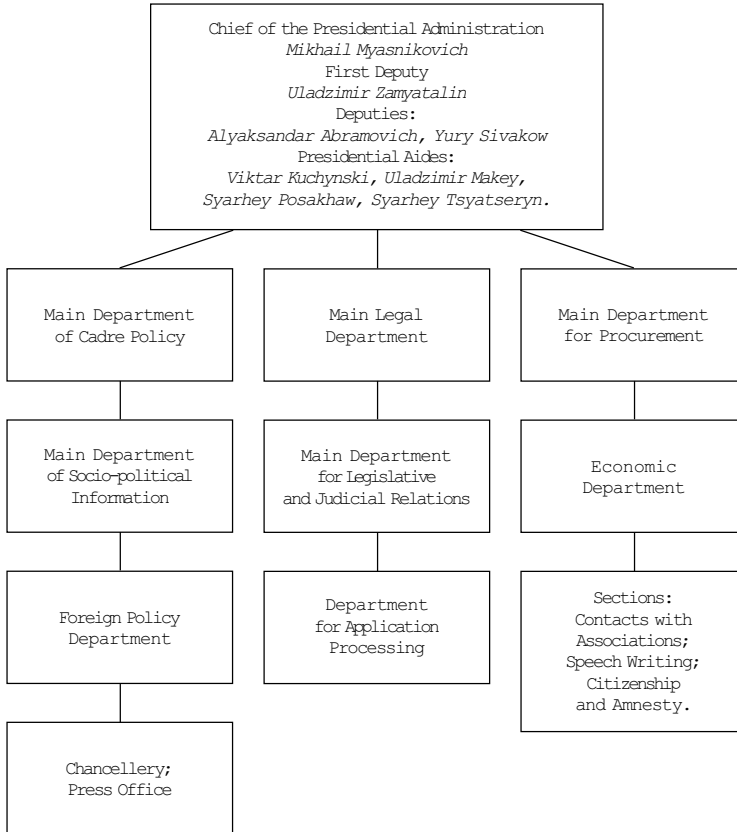 Chief of the Presidential Administration
Mikhail Myasnikovich
First Deputy
Uladzimir Zamyatalin
Deputies:
Alyaksandar Abramovich, Yury Sivakow
Presidential Aides:
Viktar Kuchynski, Uladzimir Makey,
Syarhey Posakhaw, Syarhey Tsyatseryn.
Main Department
of Cadre Policy
Main Legal
Department
Main Department
for Procurement
Main Department
of Socio-political
Information
Main Department
for Legislative
and Judicial Relations
Economic
Department
Foreign Policy
Department
Department
for Application
Processing
Sections:
Contacts with
Associations;
Speech Writing;
Citizenship
and Amnesty.
Chancellery;
Press Office